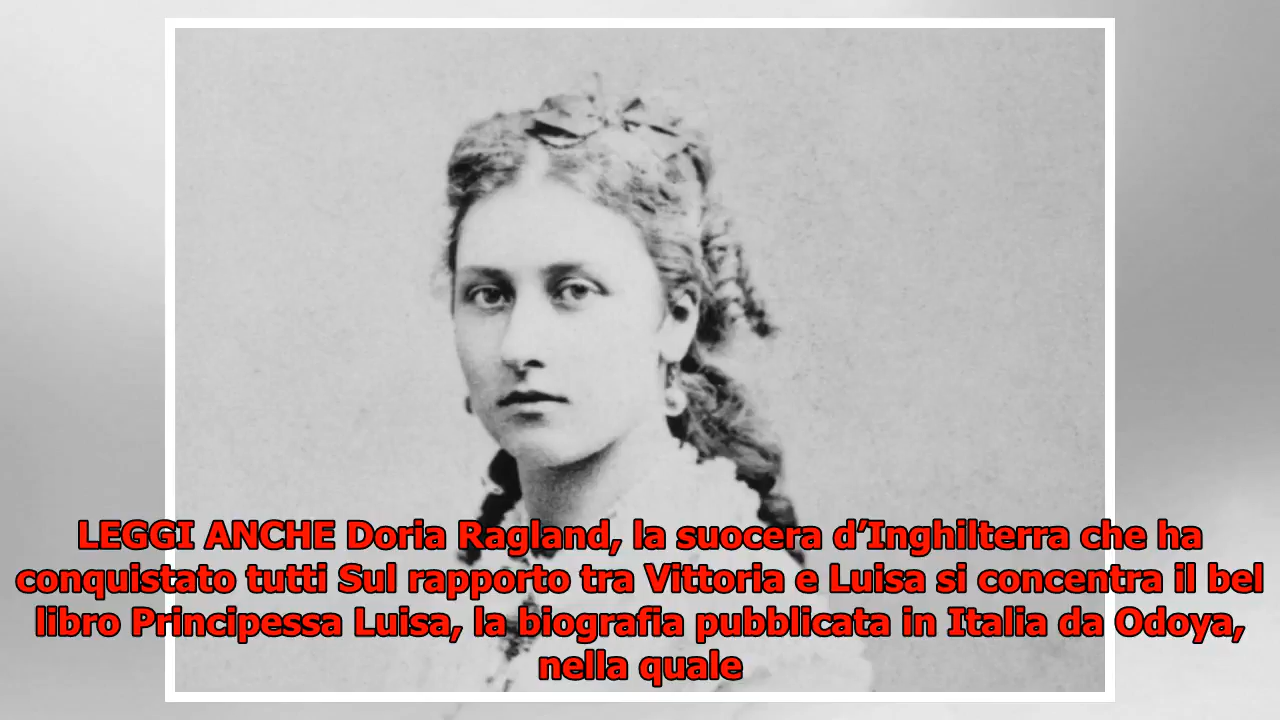 LEGGI ANCHE Doria Ragland, la suocera d’Inghilterra che ha
conquistato tutti Sul rapporto tra Vittoria e Luisa si concentra il bel
libro Principessa Luisa, la biografia pubblicata in Italia da Odoya,
nella quale